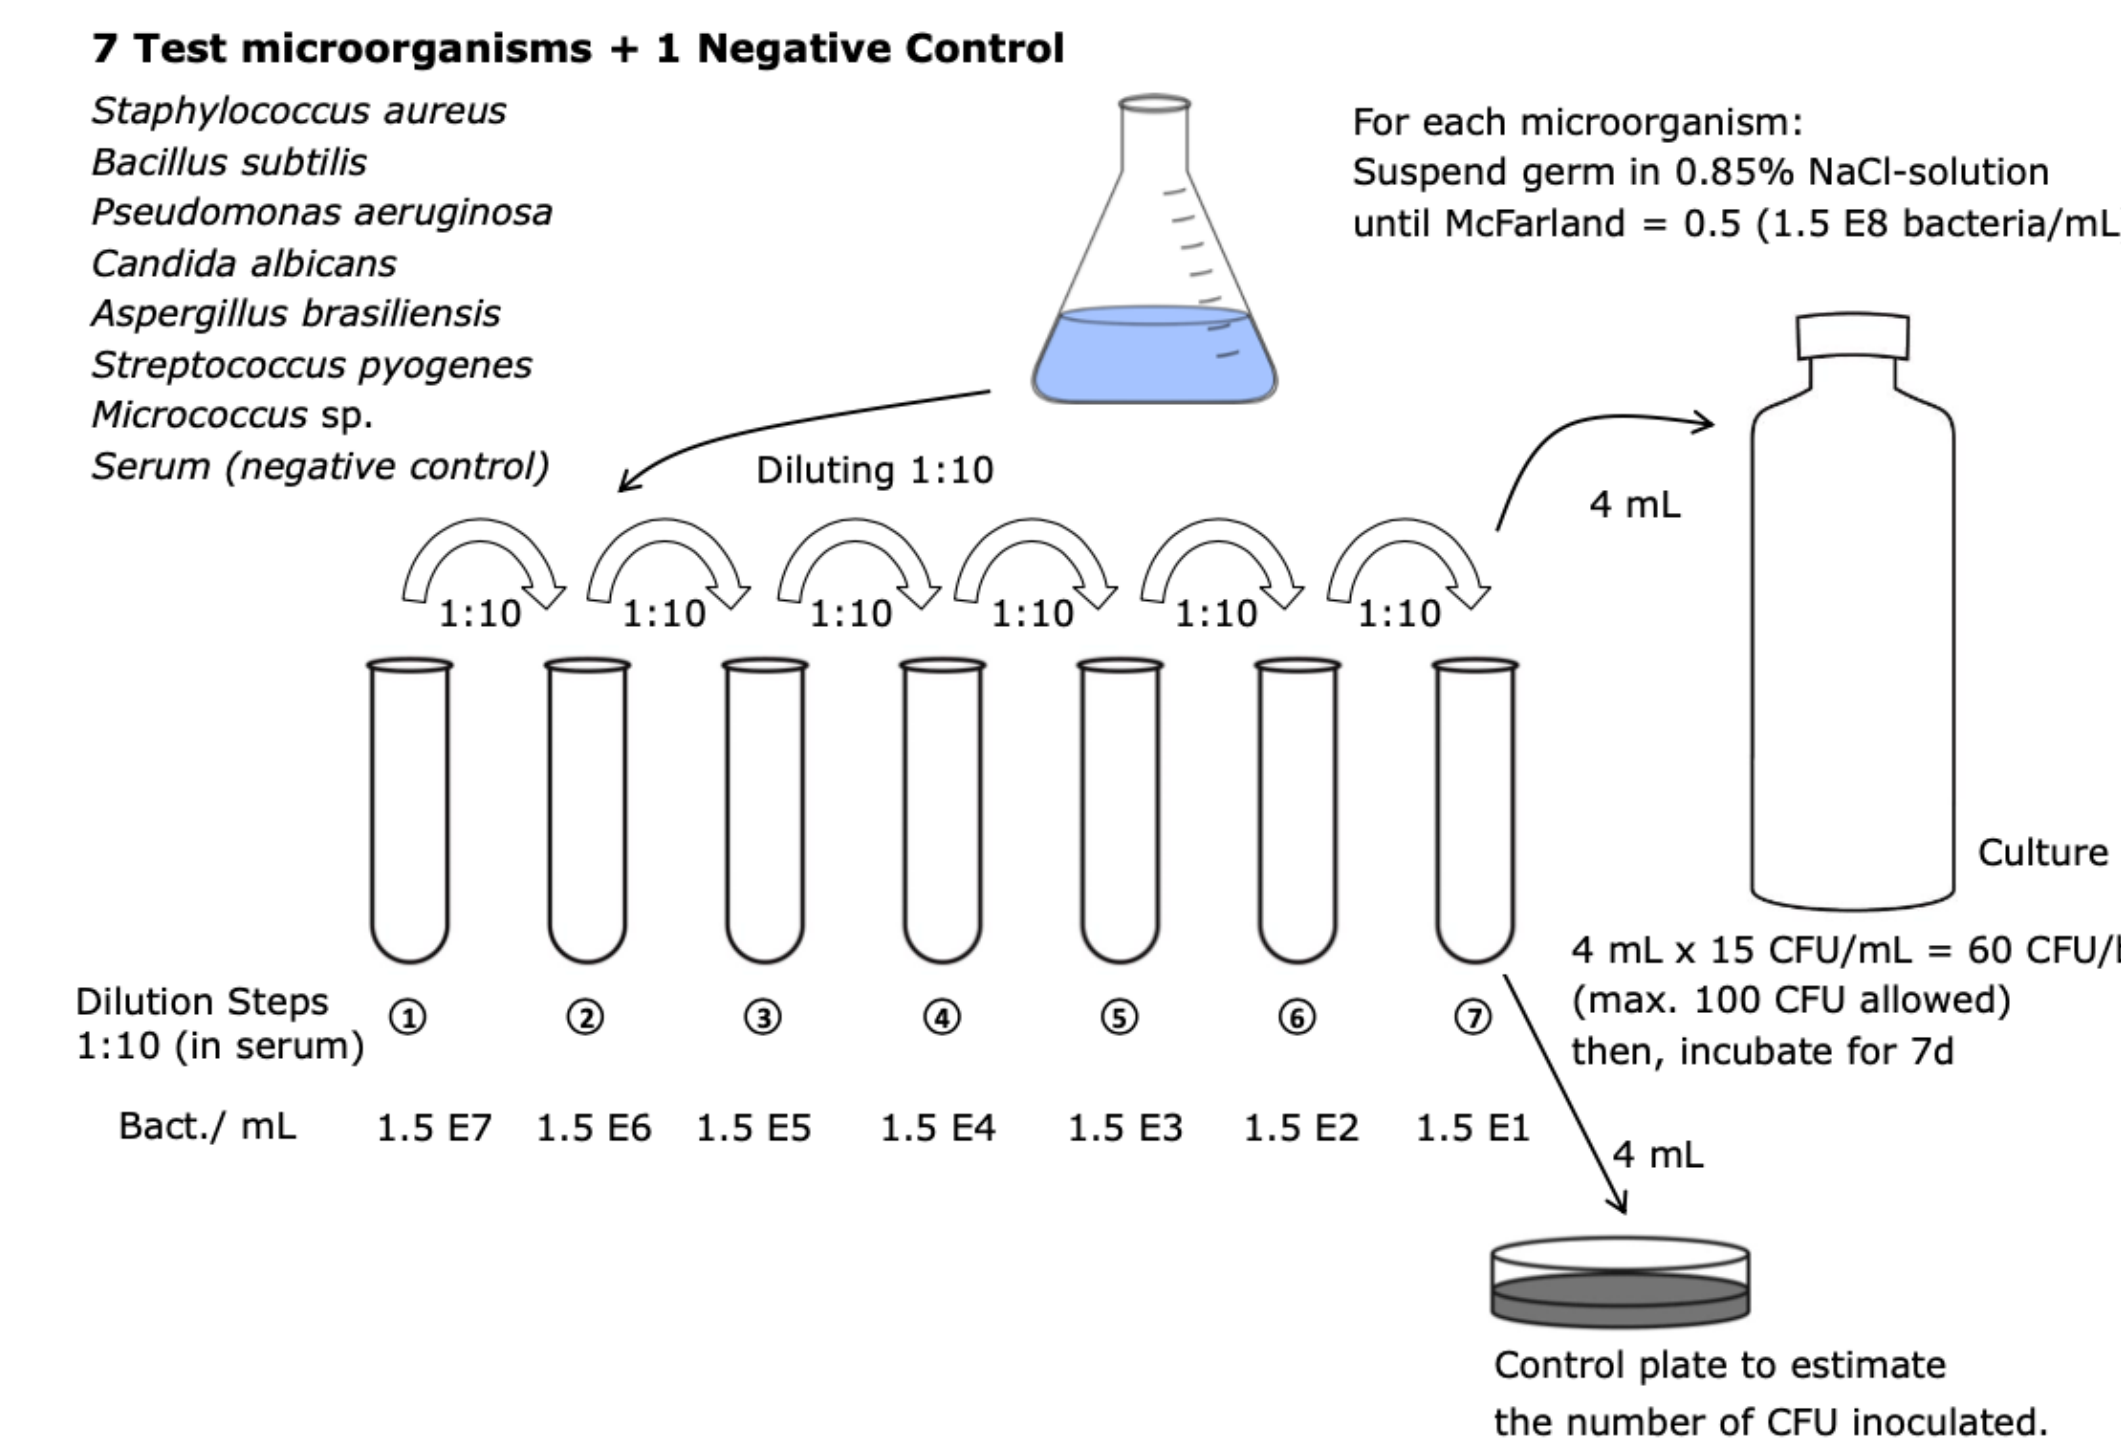 7 Test microorganisms + 1 Negative Control
Staphylococcus aureus
Bacillus subtilis
Pseudomonas aeruginosa
Candida albicans
Aspergillus brasiliensis
Streptococcus pyogenes
Micrococcus sp.
Serum (negative control)
For each microorganism:
Suspend germ in 0.85% NaCl-solution
until McFarland = 0.5 (1.5 E8 bacteria/mL
Diluting 1:10
4 mL
1:10 1:10 1:10 1:10 1:10 1:10
Culture
4 mL x 15 CFU/mL = 60 CFU/
(max. 100 CFU allowed)
then, incubate for 7d
Dilution Steps
1:10 (in serum)
① ② ③ ④ ⑤ ⑥ ⑦
Bact./ mL 1.5 E7 1.5 E6 1.5 E5 1.5 E4 1.5 E3 1.5 E2 1.5 E1
4 mL
Control plate to estimate
the number of CFU inoculated.